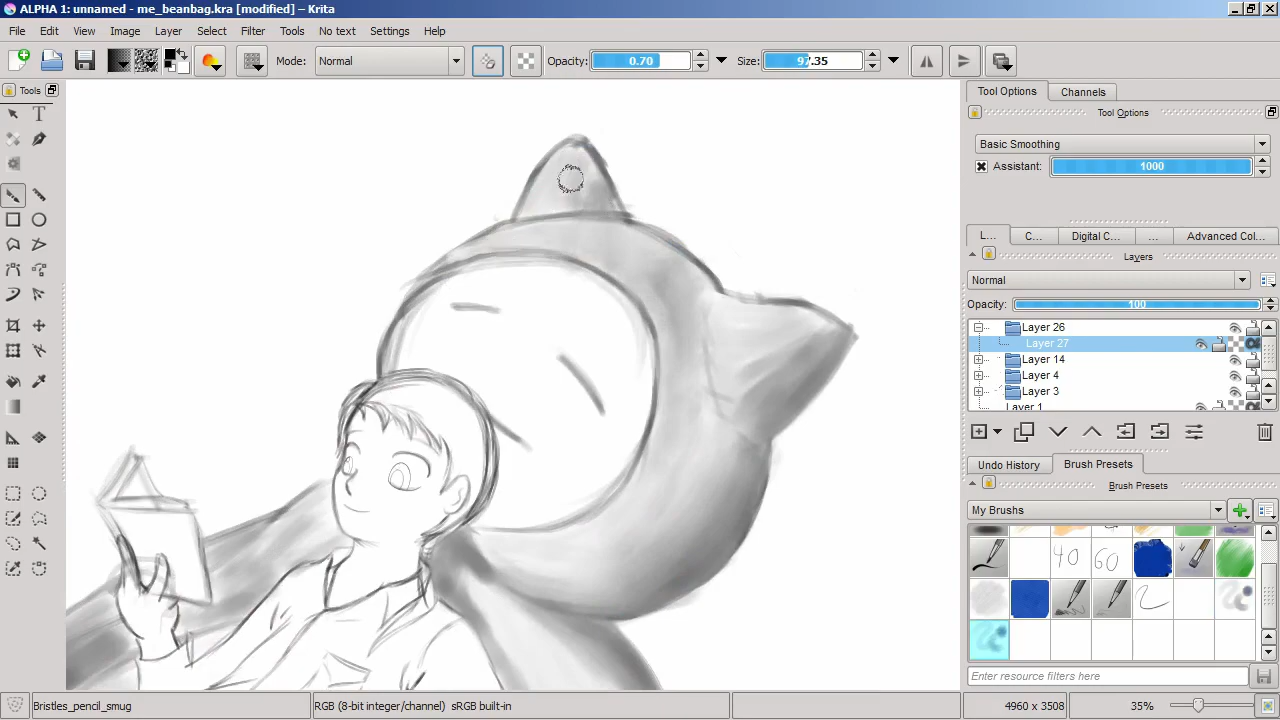 ALPHA 1: unnamed - me_beanbag.kra [modified] – Krita
File Edit View Image Layer Select Filter Tools No text Settings Help
Mode: Normal Opacity: 0.70 Size: 97.35
Tools
Tool Options Channels
Tool Options
Basic Smoothing
Assistant: 1000
L... C... Digital C... ... Advanced Col...
Layers
Normal
Opacity: 100
Layer 26
Layer 27
Layer 14
Layer 4
Layer 3
Layer 1
Undo History Brush Presets
Brush Presets
My Brushes
40 60
2
Enter resource filters here
Bristles_pencil_smug RGB (8-bit integer/channel) sRGB built-in 4960 x 3508 35%